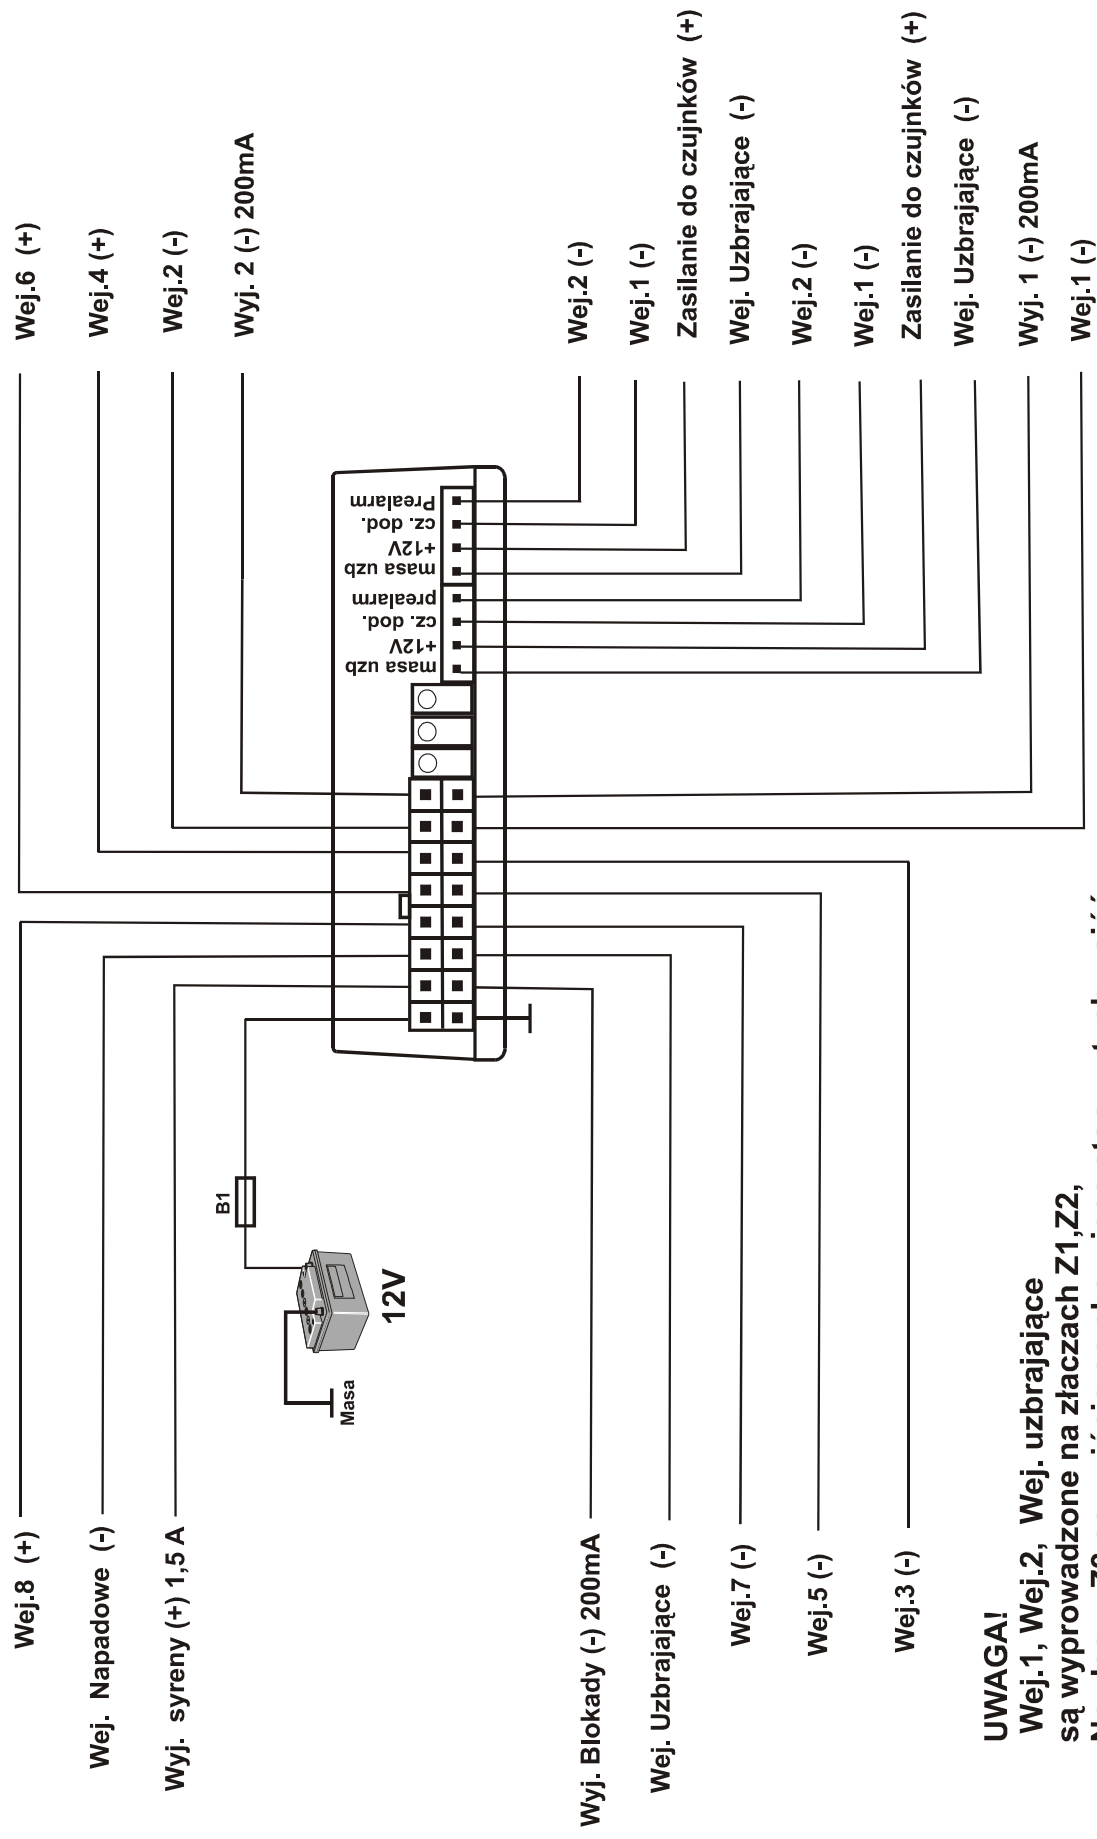 Wej.6 (+)
Wej.4 (+)
Wej.2 (-)
Wyj. 2 (-) 200mA
Wej.2 (-)
Wej.1 (-)
Zasilanie do czujnków (+)
Wej. Uzbrajające (-)
Wej.2 (-)
Wej.1 (-)
Zasilanie do czujnków (+)
Wej. Uzbrajające (-)
Wyj. 1 (-) 200mA
Wej.1 (-)
Prealarm
cz. dod.
+12V
masa uzb
prealarm
cz. dod.
+12V
masa uzb
B1
12V
Masa
Wej.8 (+)
Wej. Napadowe (-)
Wyj. syreny (+) 1,5 A
Wyj. Blokady (-) 200mA
Wej. Uzbrajające (-)
Wej.7 (-)
Wej.5 (-)
Wej.3 (-)
UWAGA!
Wej.1, Wej.2, Wej. uzbrajające
są wyprowadzone na złaczach Z1,Z2,